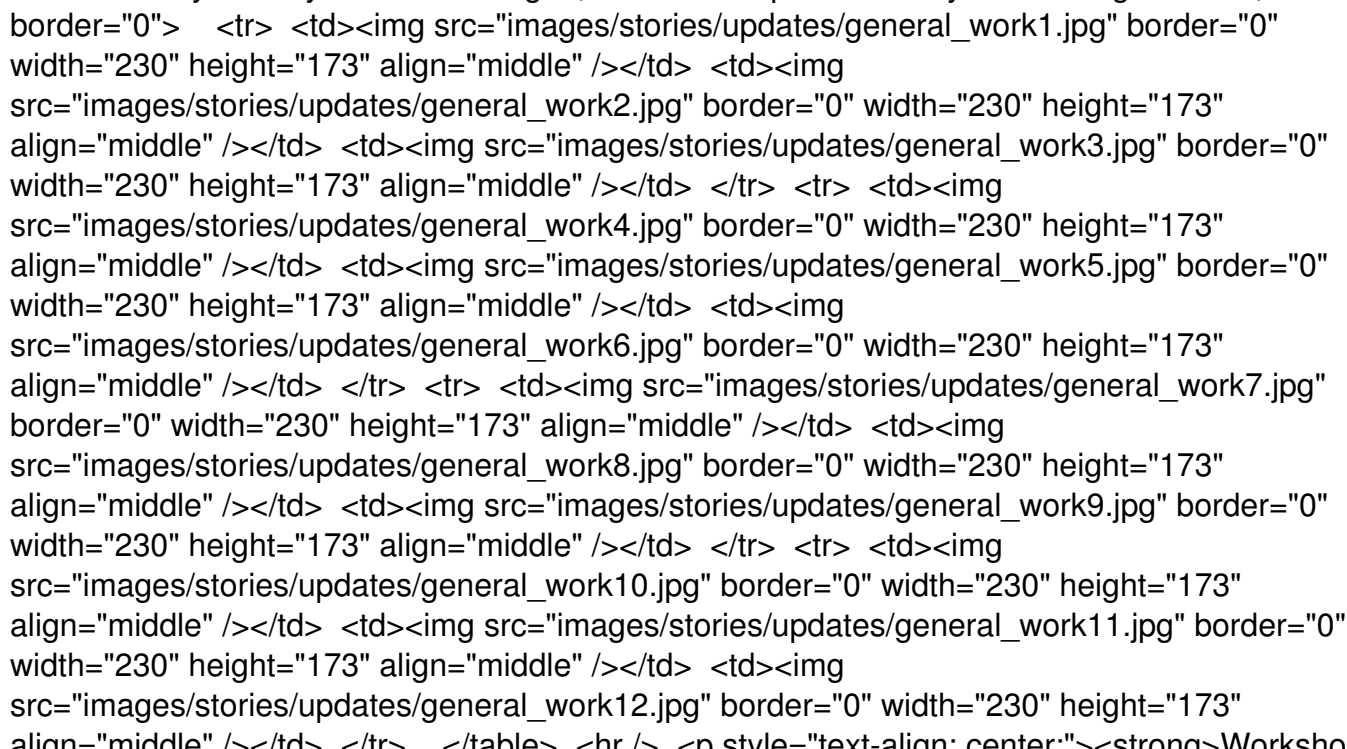 border="0"> <tr> <td><img src="images/stories/updates/general_work1.jpg" border="0"
width="230" height="173" align="middle" /></td> <td><img
src="images/stories/updates/general_work2.jpg" border="0" width="230" height="173"
align="middle" /></td> <td><img src="images/stories/updates/general_work3.jpg" border="0"
width="230" height="173" align="middle" /></td> </tr> <tr> <td><img
src="images/stories/updates/general_work4.jpg" border="0" width="230" height="173"
align="middle" /></td> <td><img src="images/stories/updates/general_work5.jpg" border="0"
width="230" height="173" align="middle" /></td> <td><img
src="images/stories/updates/general_work6.jpg" border="0" width="230" height="173"
align="middle" /></td> </tr> <tr> <td><img src="images/stories/updates/general_work7.jpg"
border="0" width="230" height="173" align="middle" /></td> <td><img
src="images/stories/updates/general_work8.jpg" border="0" width="230" height="173"
align="middle" /></td> <td><img src="images/stories/updates/general_work9.jpg" border="0"
width="230" height="173" align="middle" /></td> </tr> <tr> <td><img
src="images/stories/updates/general_work10.jpg" border="0" width="230" height="173"
align="middle" /></td> <td><img src="images/stories/updates/general_work11.jpg" border="0"
width="230" height="173" align="middle" /></td> <td><img
src="images/stories/updates/general_work12.jpg" border="0" width="230" height="173"
align="middle" /></td> </tr> </table> <hr /> <p style="text-align: center;"><strong>Worksho